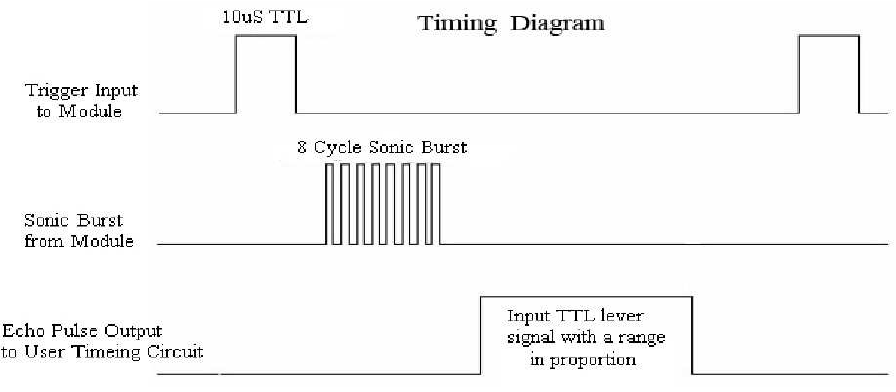 10uS TTL
Timing Diagram
Trigger Input
to Module
8 Cycle Sonic Burst
Sonic Burst
from Module
Echo Pulse Output
to User Timeing Circuit
Input TTL lever
signal with a range
in proportion